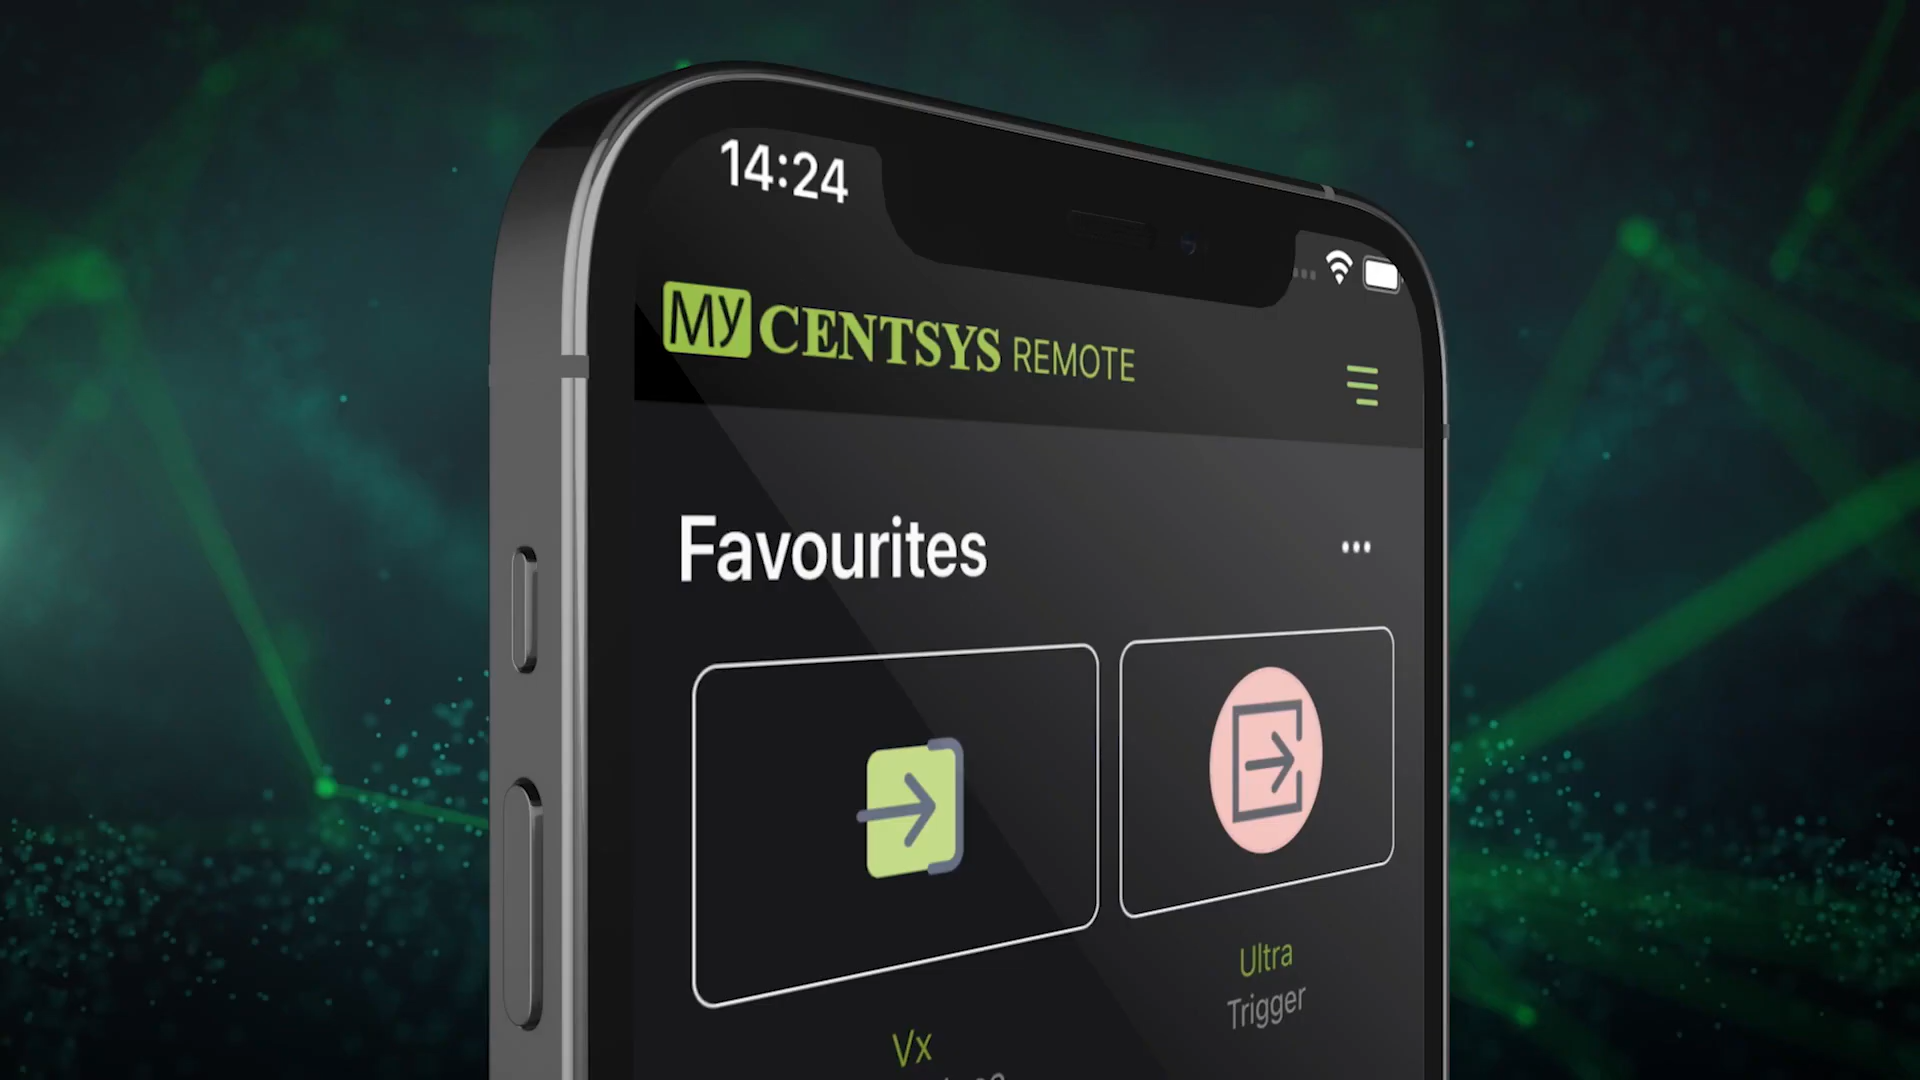 14:24
My CENTSYS REMOTE
Favourites
Ultra
Trigger
Vx